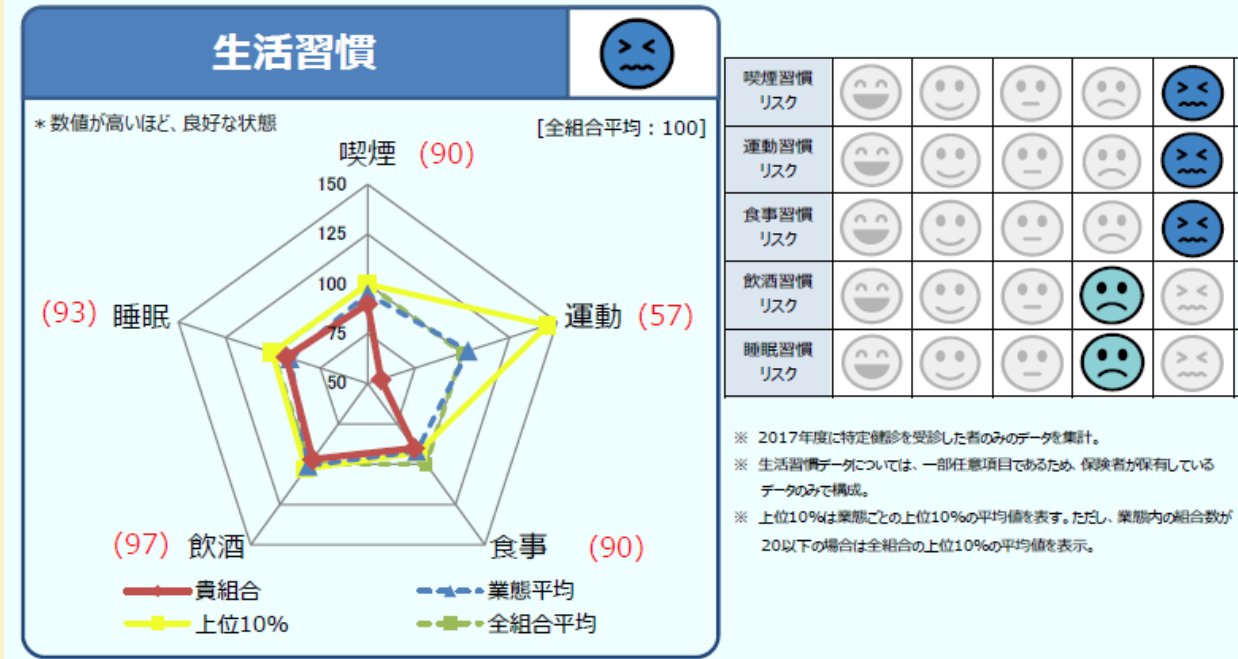 生活習慣
＊数値が高いほど、良好な状態
[全組合平均：100]
喫煙 (90)
150
125
100
75
50
(93) 睡眠
運動 (57)
(97) 飲酒
食事 (90)
貴組合
業態平均
上位10%
全組合平均
喫煙習慣
リスク
運動習慣
リスク
食事習慣
リスク
飲酒習慣
リスク
睡眠習慣
リスク
※ 2017年度に特定健診を受診した者のみのデータを集計。
※ 生活習慣データについては、一部任意項目であるため、保険者が保有している
データのみで構成。
※ 上位10%は業態ごとの上位10%の平均値を表す。ただし、業態内の組合数が
20以下の場合は全組合の上位10%の平均値を表示。